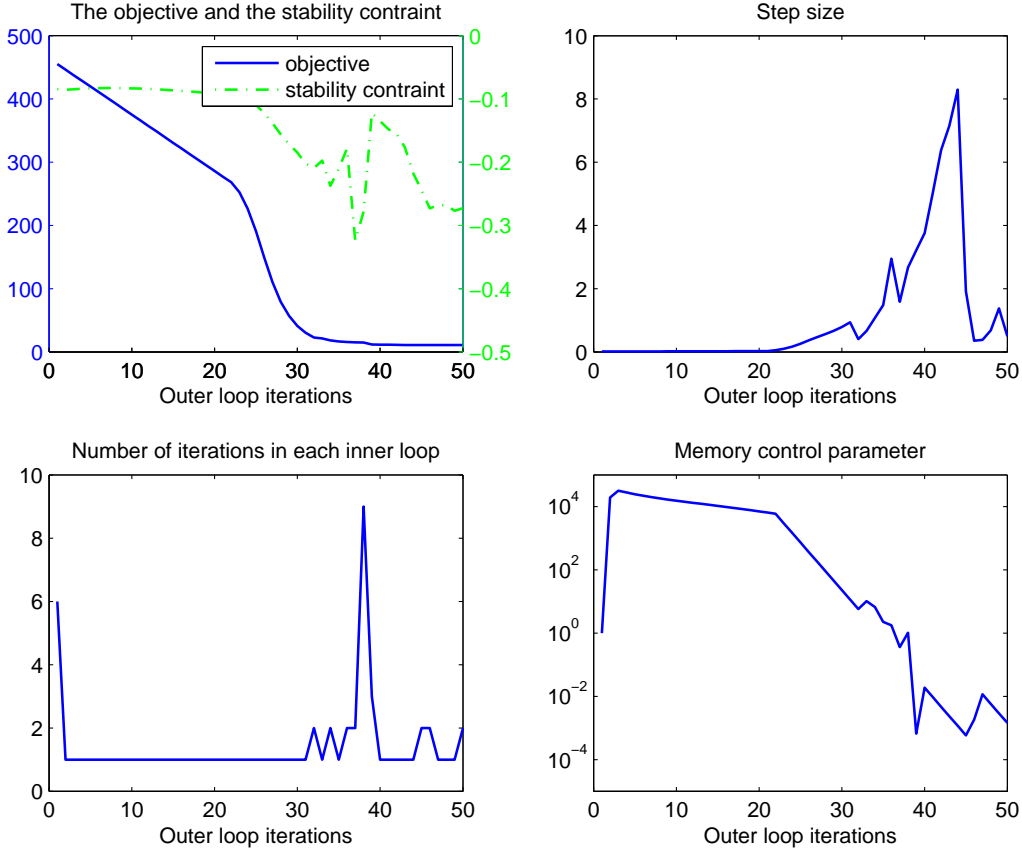 The objective and the stability contraint
500
400
300
200
100
0
0
−0.1
−0.2
−0.3
−0.4
−0.5
objective
stability contraint
0 10 20 30 40 50
Outer loop iterations
Step size
10
8
6
4
2
0
0 10 20 30 40 50
Outer loop iterations
Number of iterations in each inner loop
10
8
6
4
2
0
0 10 20 30 40 50
Outer loop iterations
Memory control parameter
10^4
10^2
10^0
10^−2
10^−4
0 10 20 30 40 50
Outer loop iterations